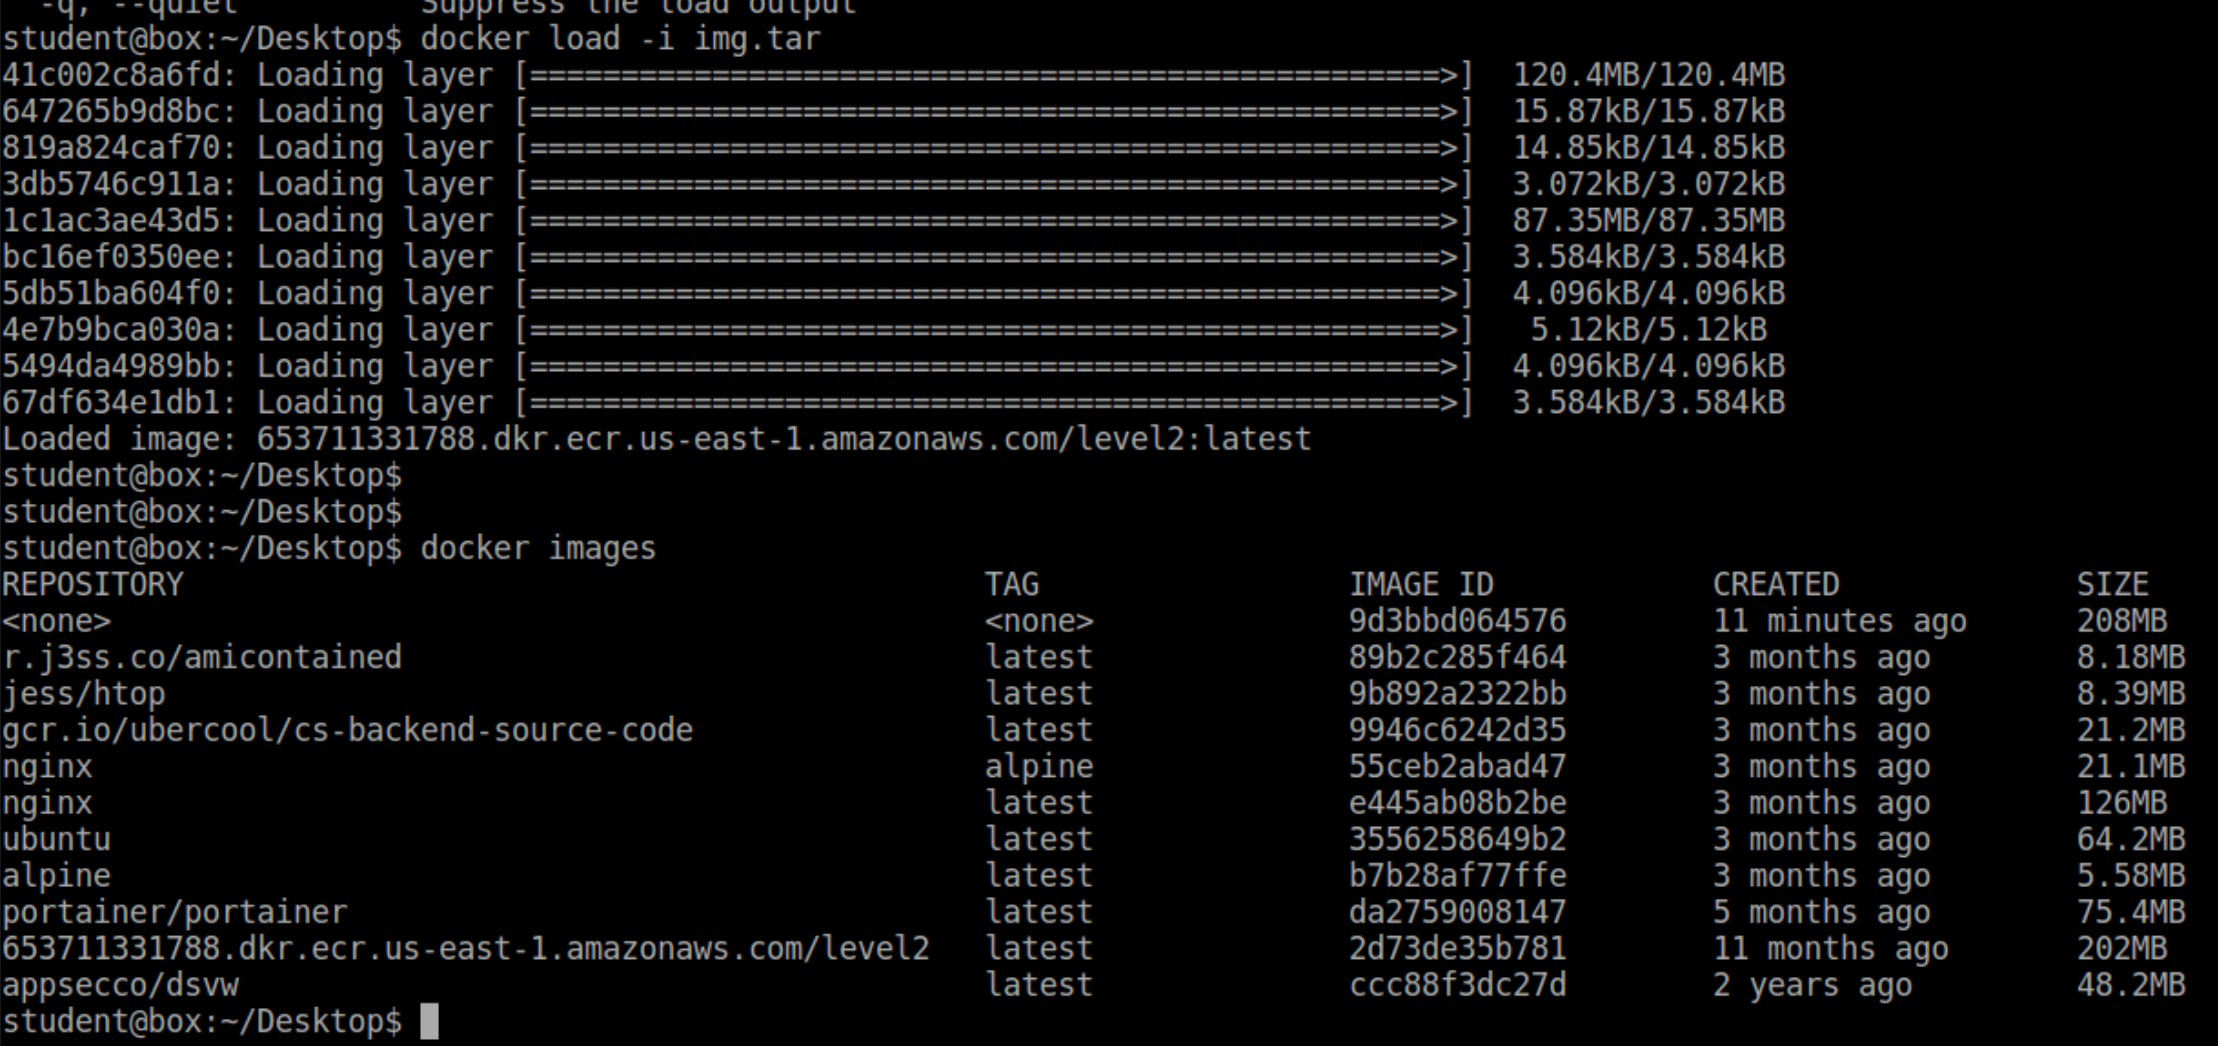 -q, --quiet          Suppress the load output
student@box:~/Desktop$ docker load -i img.tar
41c002c8a6fd: Loading layer [==================================================>]  120.4MB/120.4MB
647265b9d8bc: Loading layer [==================================================>]  15.87kB/15.87kB
819a824caf70: Loading layer [==================================================>]  14.85kB/14.85kB
3db5746c911a: Loading layer [==================================================>]  3.072kB/3.072kB
1c1ac3ae43d5: Loading layer [==================================================>]  87.35MB/87.35MB
bc16ef0350ee: Loading layer [==================================================>]  3.584kB/3.584kB
5db51ba604f0: Loading layer [==================================================>]  4.096kB/4.096kB
4e7b9bca030a: Loading layer [==================================================>]   5.12kB/5.12kB
5494da4989bb: Loading layer [==================================================>]  4.096kB/4.096kB
67df634e1db1: Loading layer [==================================================>]  3.584kB/3.584kB
Loaded image: 653711331788.dkr.ecr.us-east-1.amazonaws.com/level2:latest
student@box:~/Desktop$
student@box:~/Desktop$
student@box:~/Desktop$ docker images
REPOSITORY                                            TAG                 IMAGE ID            CREATED             SIZE
<none>                                                <none>              9d3bbd064576        11 minutes ago      208MB
r.j3ss.co/amicontained                                latest              89b2c285f464        3 months ago        8.18MB
jess/htop                                             latest              9b892a2322bb        3 months ago        8.39MB
gcr.io/ubercool/cs-backend-source-code                latest              9946c6242d35        3 months ago        21.2MB
nginx                                                 alpine              55ceb2abad47        3 months ago        21.1MB
nginx                                                 latest              e445ab08b2be        3 months ago        126MB
ubuntu                                                latest              3556258649b2        3 months ago        64.2MB
alpine                                                latest              b7b28af77ffe        3 months ago        5.58MB
portainer/portainer                                   latest              da2759008147        5 months ago        75.4MB
653711331788.dkr.ecr.us-east-1.amazonaws.com/level2   latest              2d73de35b781        11 months ago       202MB
appsecco/dsvw                                         latest              ccc88f3dc27d        2 years ago         48.2MB
student@box:~/Desktop$